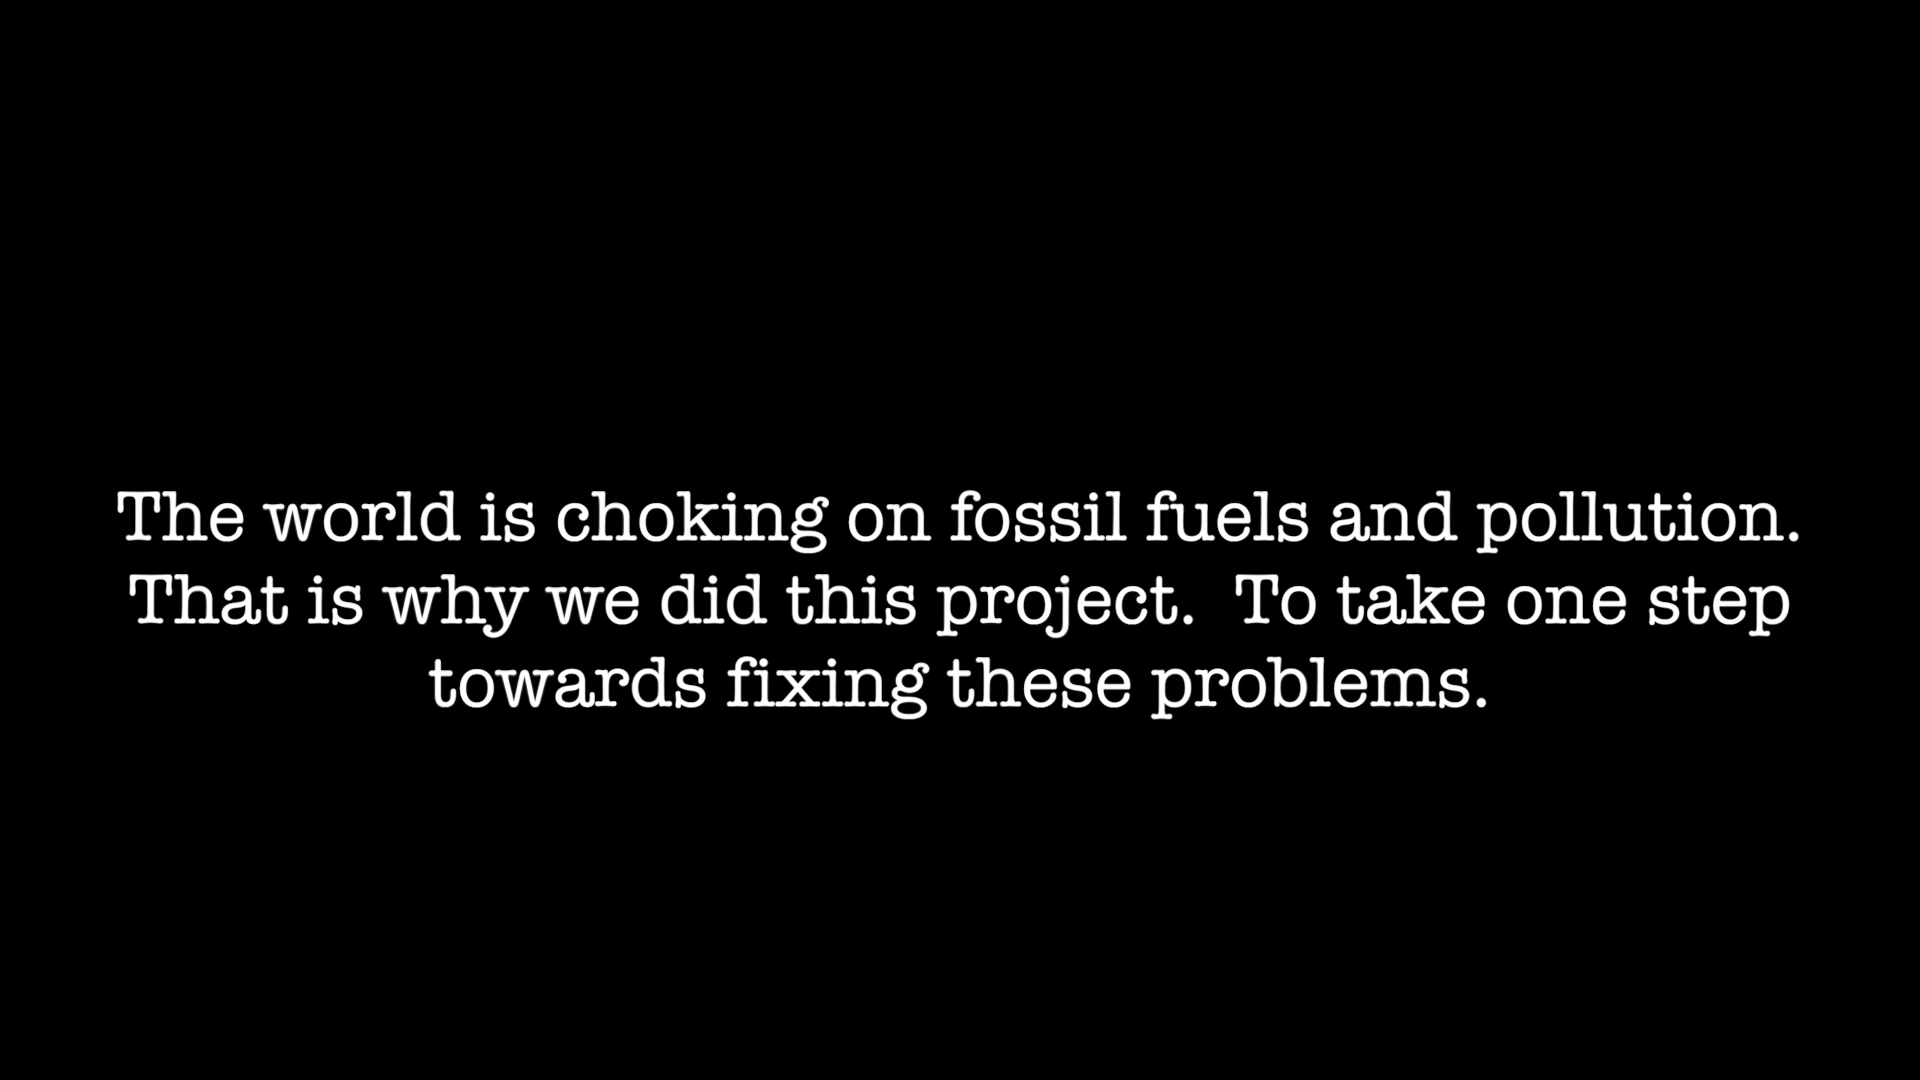 The world is choking on fossil fuels and pollution.
That is why we did this project.  To take one step
towards fixing these problems.